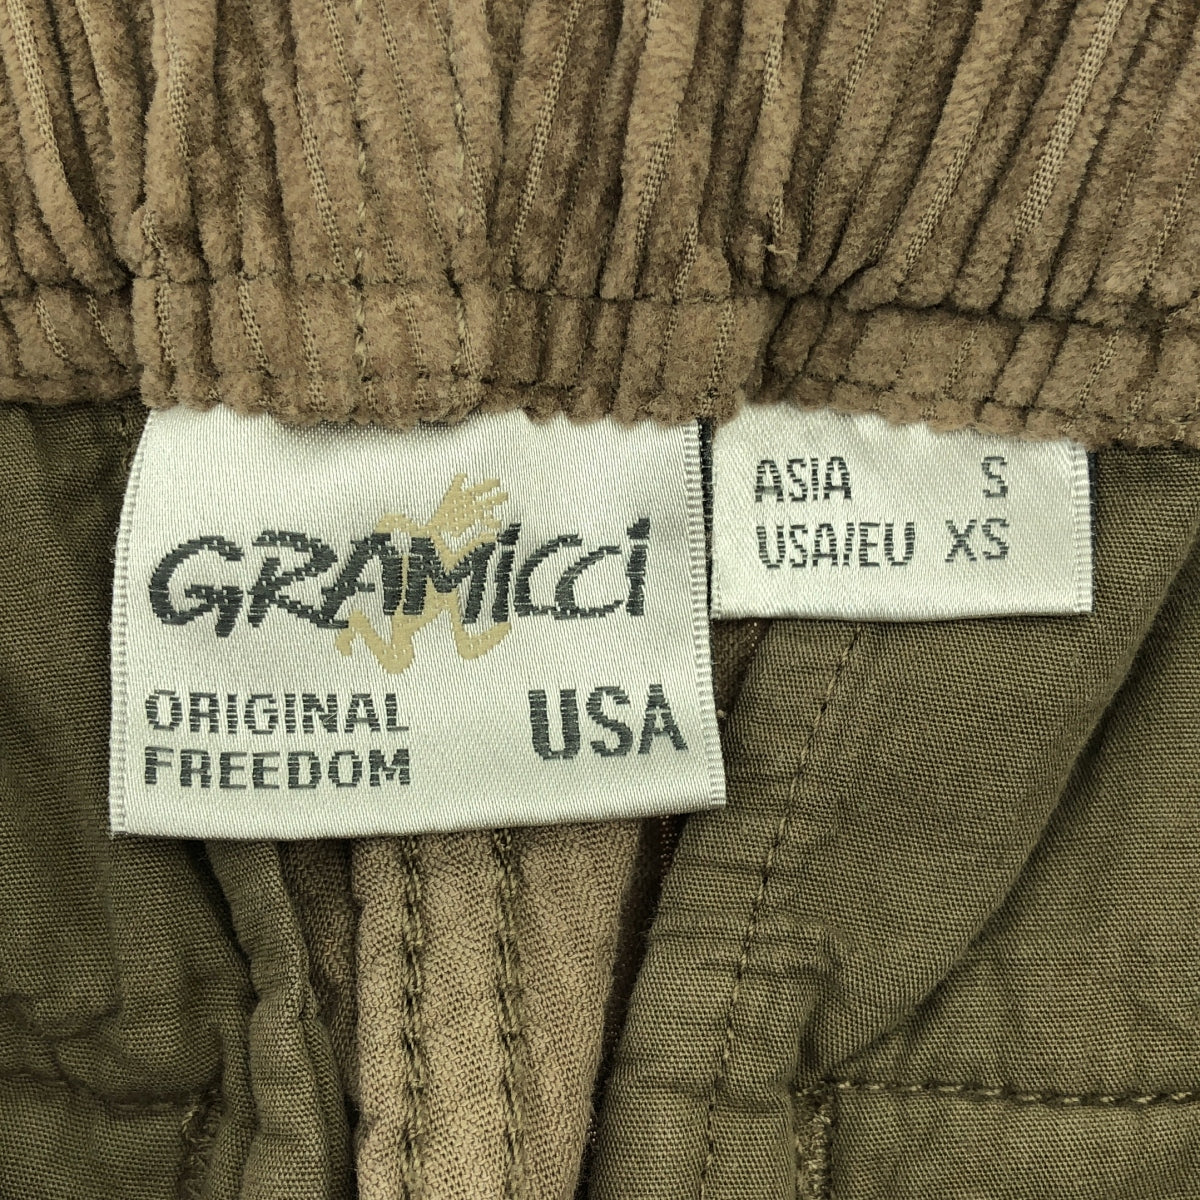 GRAMICCI
ORIGINAL
FREEDOM
USA
ASIA S
USA/EU XS